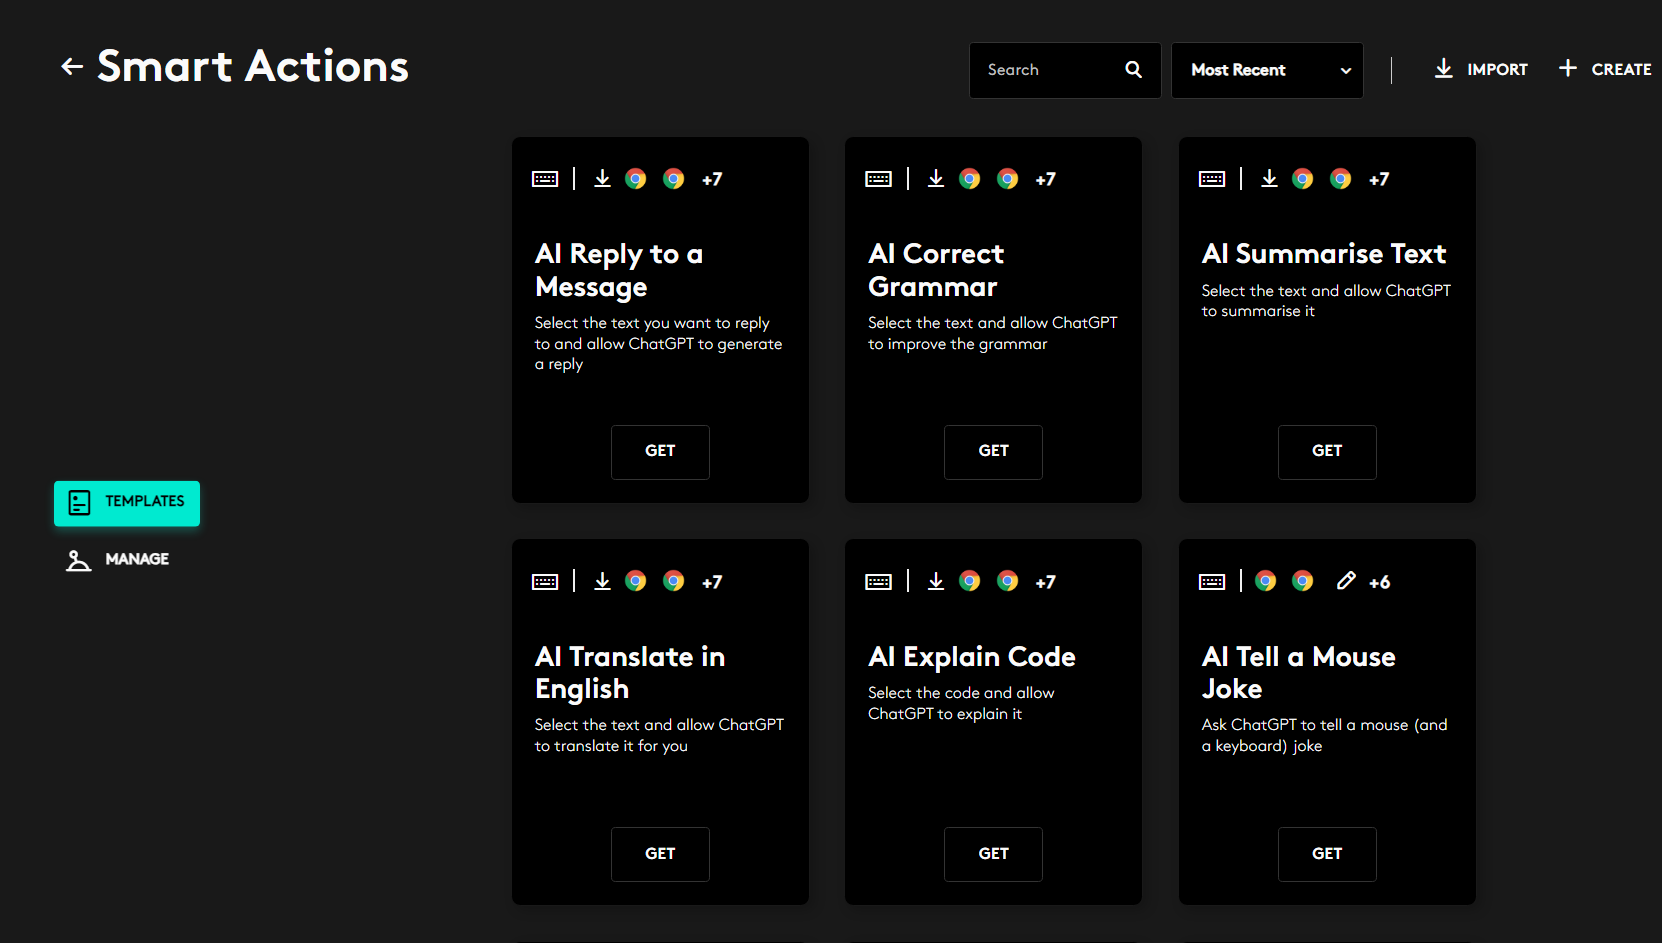 Smart Actions
Search
Most Recent
IMPORT
CREATE
+7
AI Reply to a
Message
Select the text you want to reply
to and allow ChatGPT to generate
a reply
GET
+7
AI Correct
Grammar
Select the text and allow ChatGPT
to improve the grammar
GET
+7
AI Summarise Text
Select the text and allow ChatGPT
to summarise it
GET
TEMPLATES
MANAGE
+7
AI Translate in
English
Select the text and allow ChatGPT
to translate it for you
GET
+7
AI Explain Code
Select the code and allow
ChatGPT to explain it
GET
+6
AI Tell a Mouse
Joke
Ask ChatGPT to tell a mouse (and
a keyboard) joke
GET